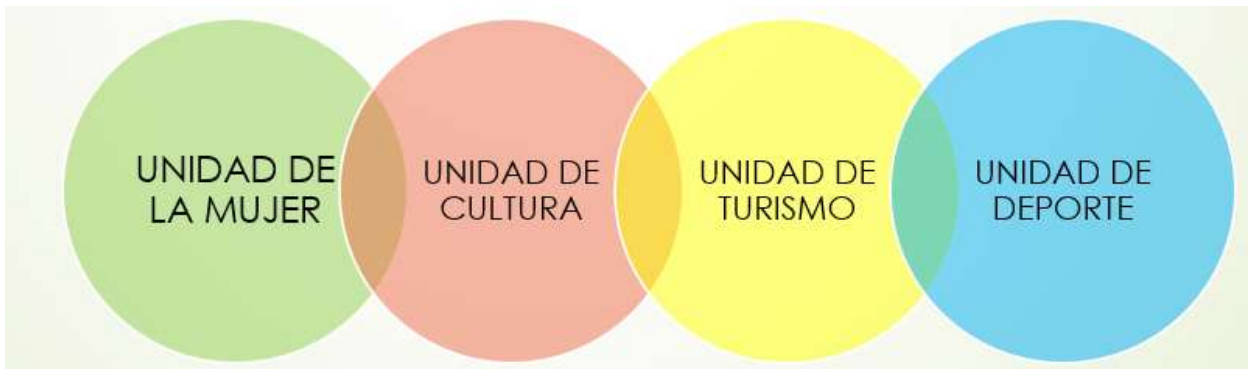 UNIDAD DE
LA MUJER
UNIDAD DE
CULTURA
UNIDAD DE
TURISMO
UNIDAD DE
DEPORTE